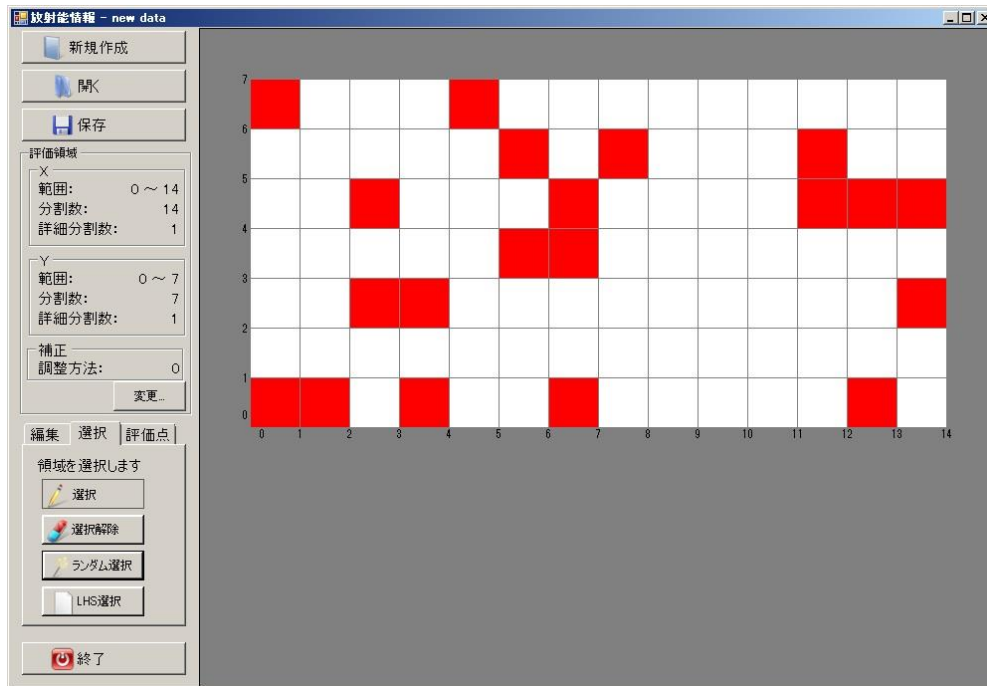 放射能情報 - new data
新規作成
開く
保存
評価領域
X
範囲: 0 ～ 14
分割数: 14
詳細分割数: 1
Y
範囲: 0 ～ 7
分割数: 7
詳細分割数: 1
補正
調整方法: 0
変更...
編集 選択 評価点
領域を選択します
選択
選択解除
ランダム選択
LHS選択
終了
7
6
5
4
3
2
1
0
0 1 2 3 4 5 6 7 8 9 10 11 12 13 14